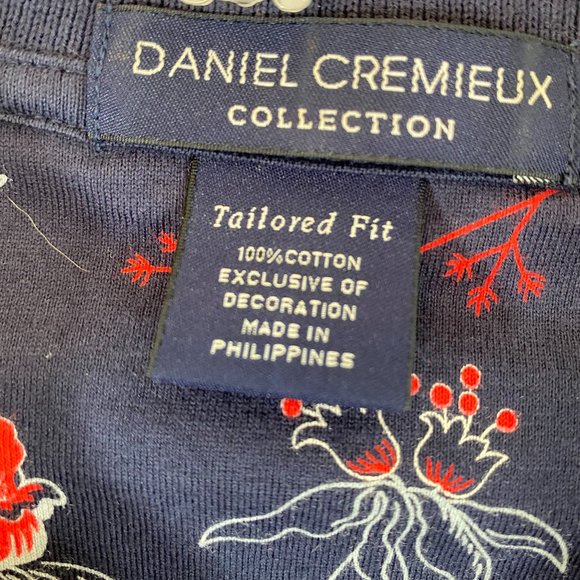 DANIEL CREMIEUX
COLLECTION
Tailored Fit
100% COTTON
EXCLUSIVE OF
DECORATION
MADE IN
PHILIPPINES